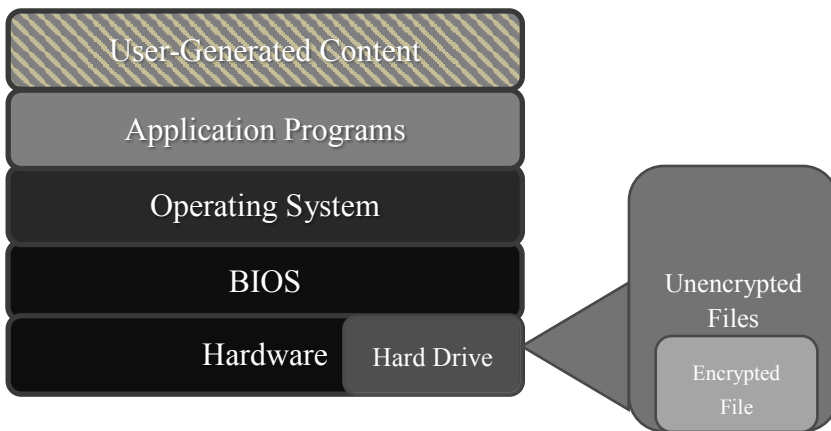 User-Generated Content
Application Programs
Operating System
BIOS
Hardware
Hard Drive
Unencrypted
Files
Encrypted
File